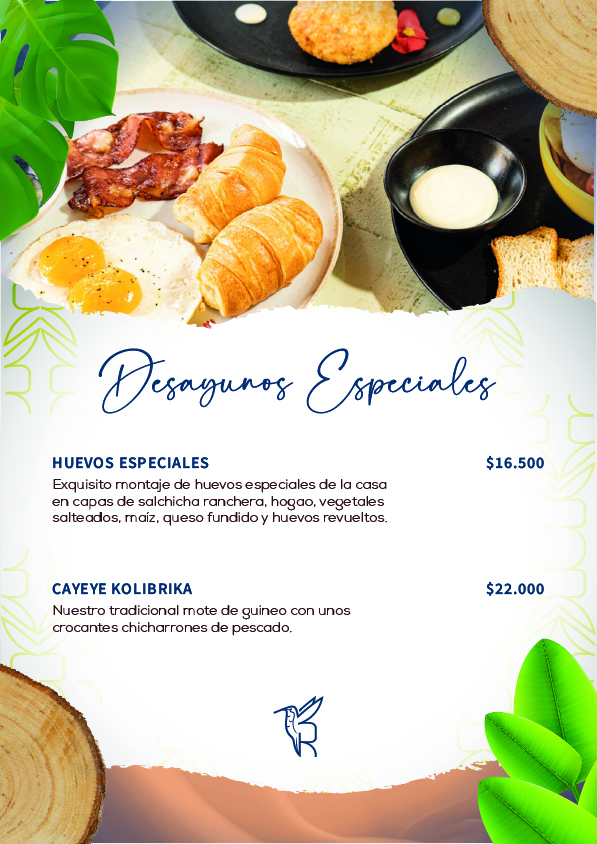 Desayunos Especiales
HUEVOS ESPECIALES $16.500
Exquisito montaje de huevos especiales de la casa
en capas de salchicha ranchera, hogao, vegetales
salteados, maíz, queso fundido y huevos revueltos.
CAYEYE KOLIBRIKA $22.000
Nuestro tradicional mote de guineo con unos
crocantes chicharrones de pescado.